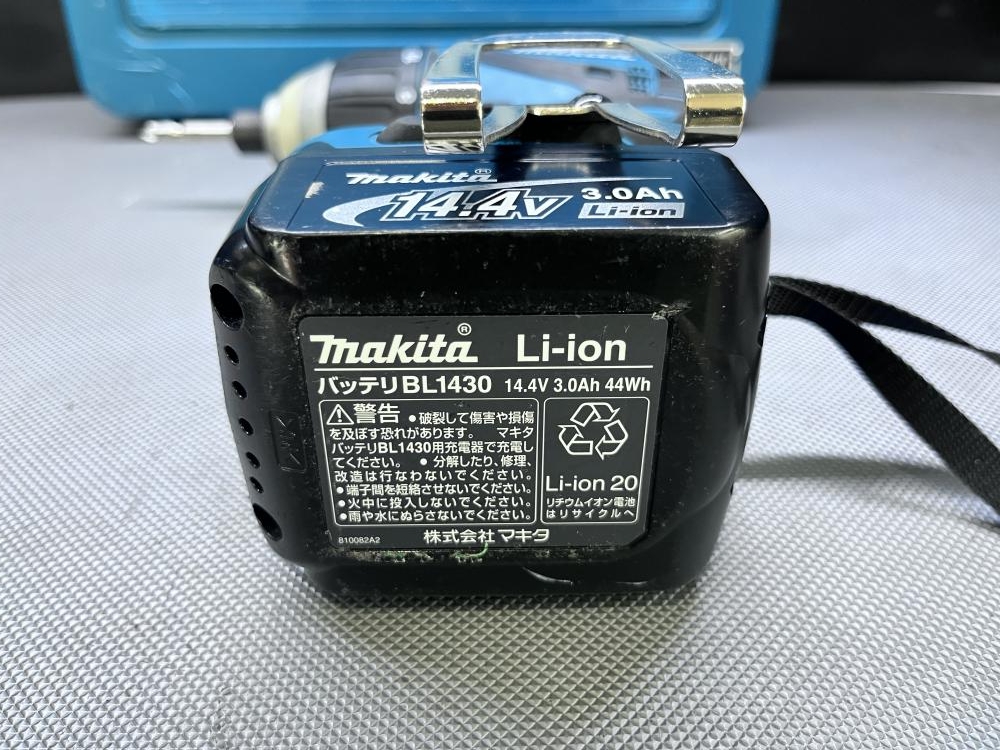 makita®
14.4V 3.0Ah
Li-ion
makita® Li-ion
バッテリBL1430 14.4V 3.0Ah 44Wh
⚠警告 ●破裂して傷害や損傷
を及ぼす恐れがあります。 マキタ
バッテリBL1430用充電器で充電し
てください。 ●分解したり、修理、
改造は行なわないでください。
●端子間を短絡させないでください。
●火中に投入しないでください。
●雨や水にぬらさないでください。
Li-ion 20
リチウムイオン電池
はリサイクルへ
810082A2
株式会社マキタ